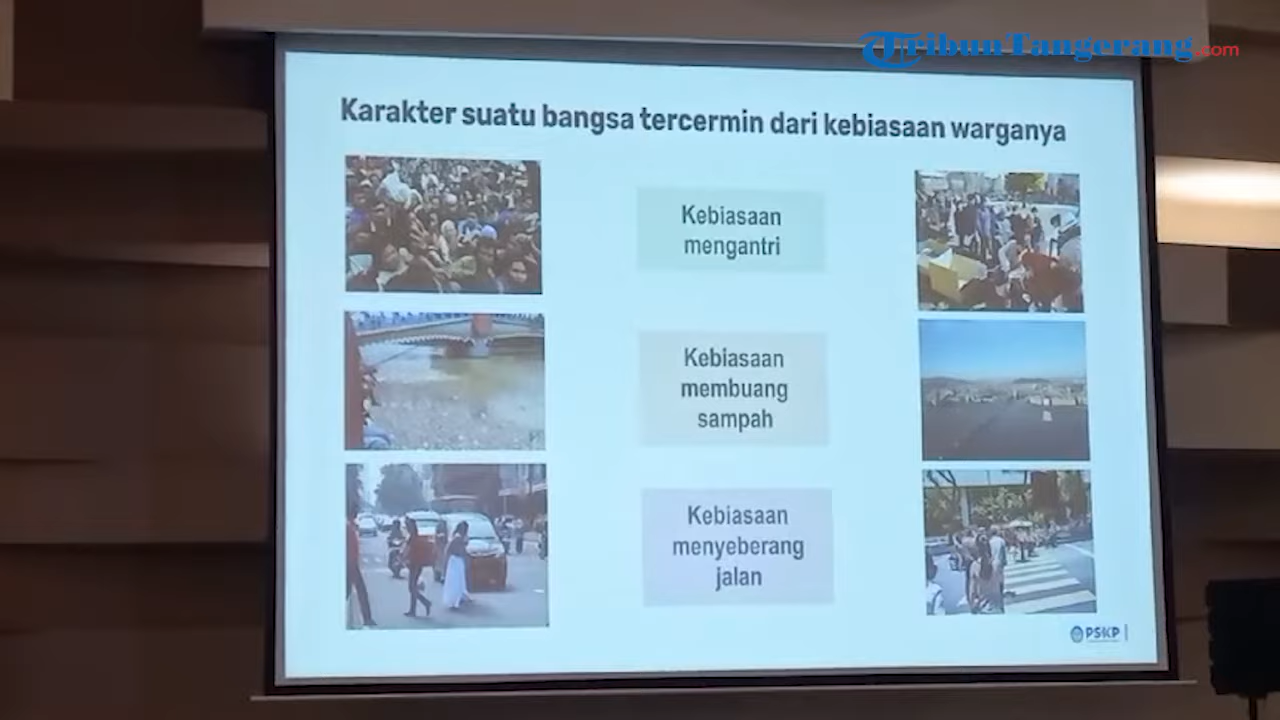 TribunTangerang.com
Karakter suatu bangsa tercermin dari kebiasaan warganya
Kebiasaan
mengantri
Kebiasaan
membuang
sampah
Kebiasaan
menyeberang
jalan
PSKP